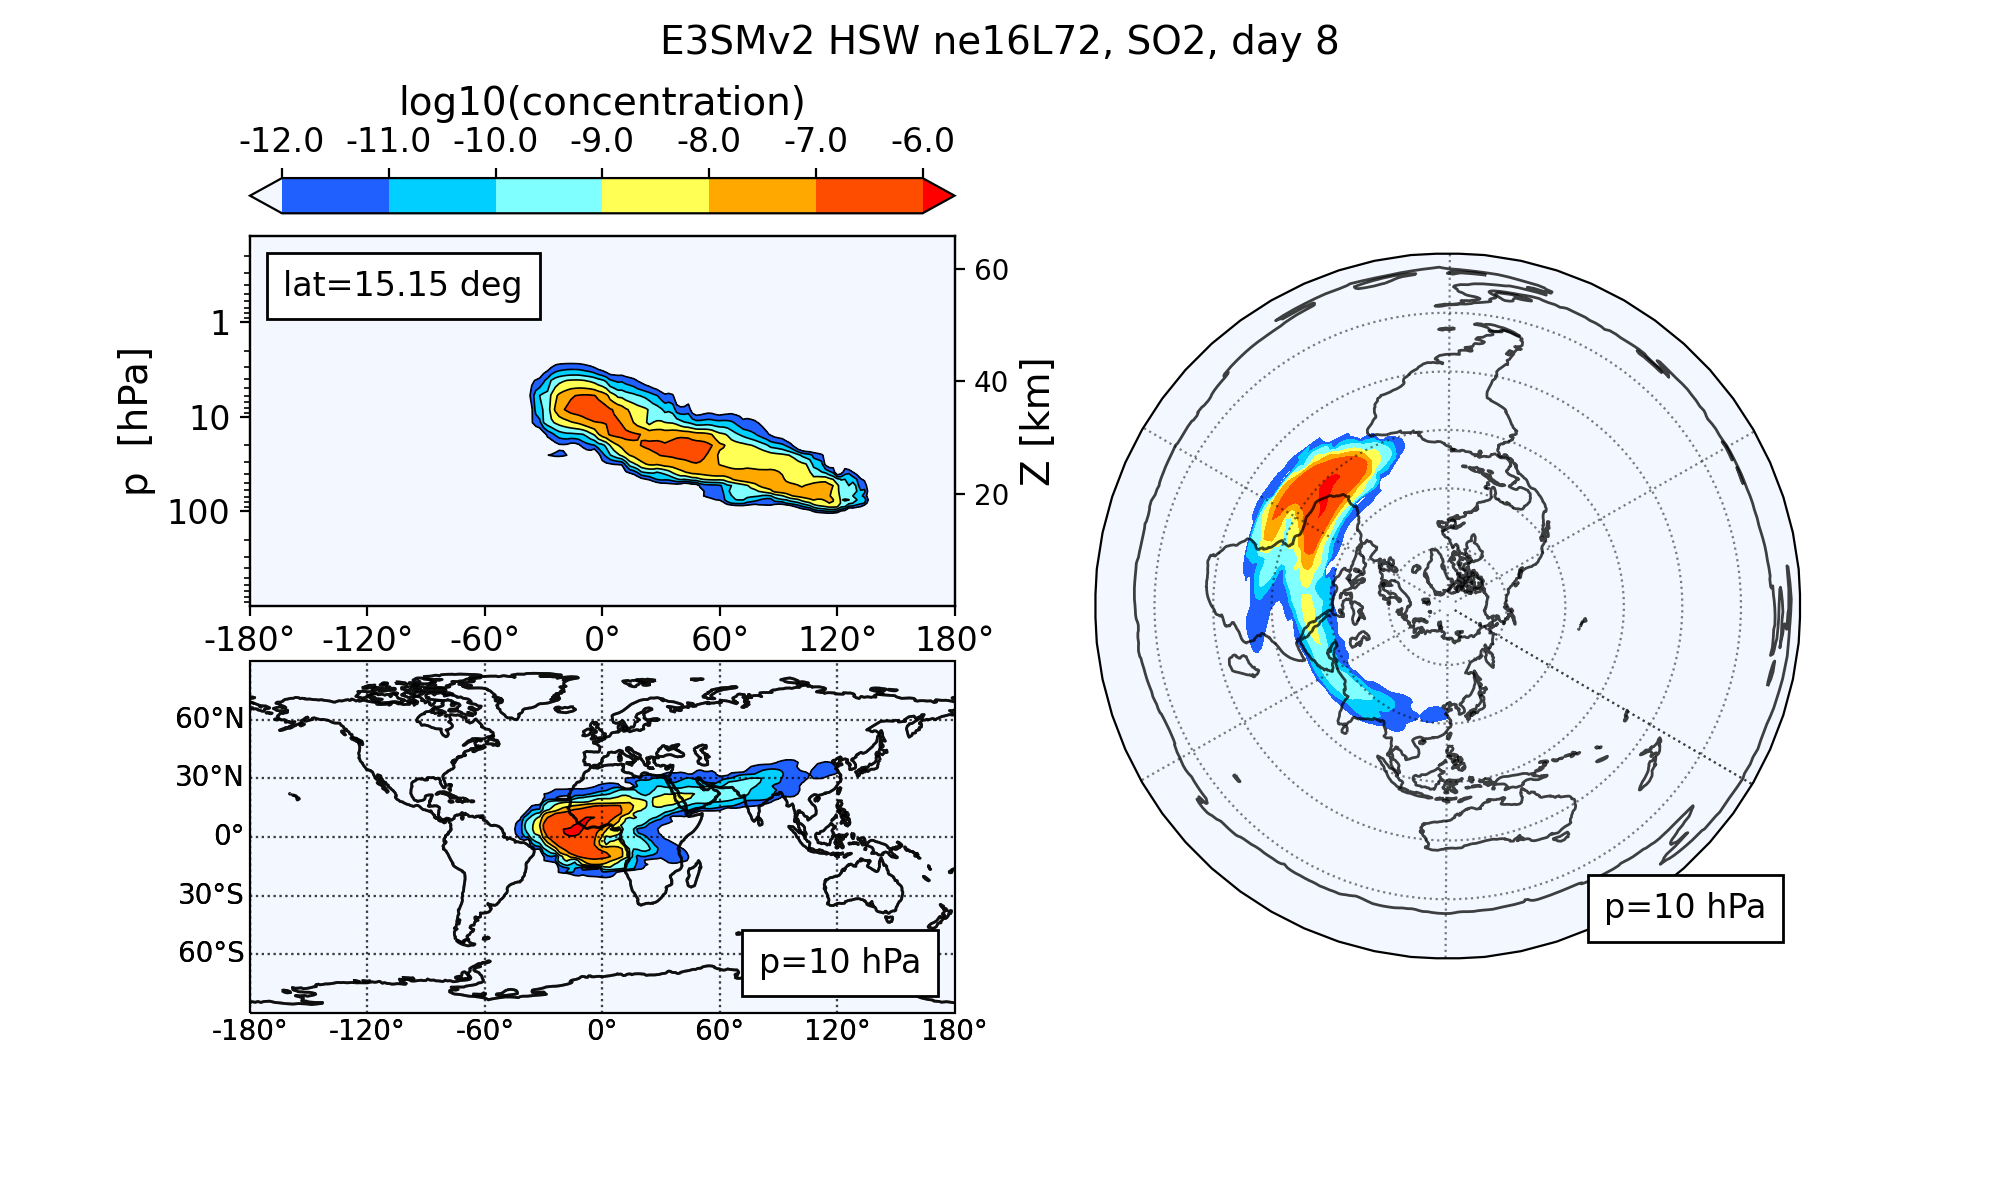 E3SMv2 HSW ne16L72, SO2, day 8
log10(concentration)
-12.0 -11.0 -10.0 -9.0 -8.0 -7.0 -6.0
lat=15.15 deg
p [hPa]
1
10
100
60
40
20
Z [km]
-180° -120° -60° 0° 60° 120° 180°
60°N
30°N
0°
30°S
60°S
p=10 hPa
-180° -120° -60° 0° 60° 120° 180°
p=10 hPa